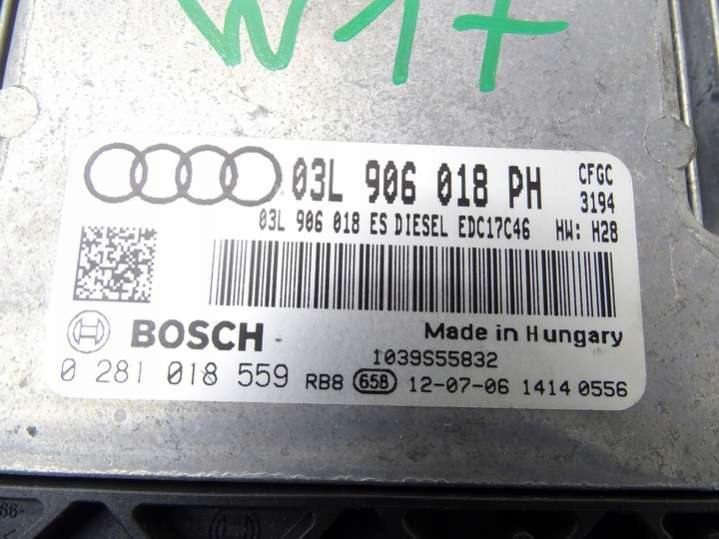 W17
03L 906 018 PH CFGC
3194
03L 906 018 ES DIESEL EDC17C46 HW: H28
BOSCH Made in Hungary
1039S55832
0 281 018 559 RB8 658 12-07-06 1414 0556